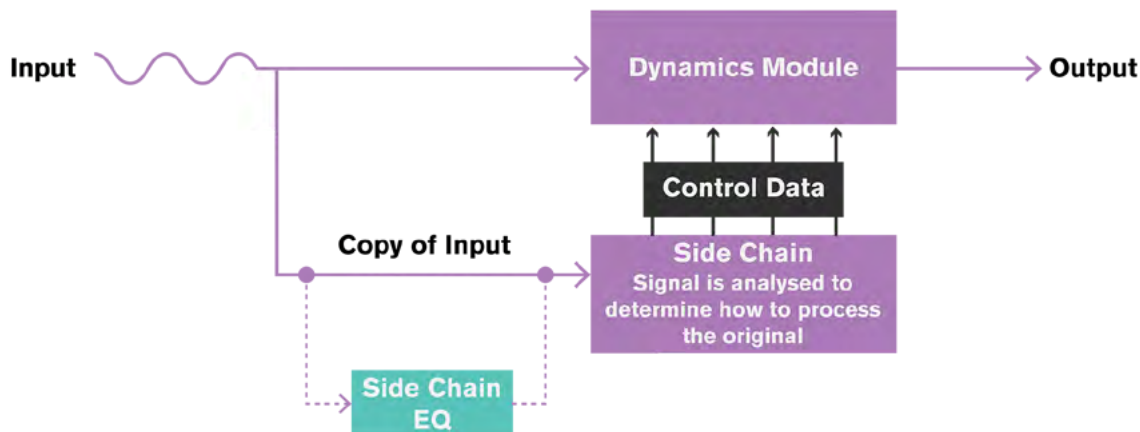 Input
Dynamics Module
Output
Control Data
Copy of Input
Side Chain
Signal is analysed to
determine how to process
the original
Side Chain
EQ